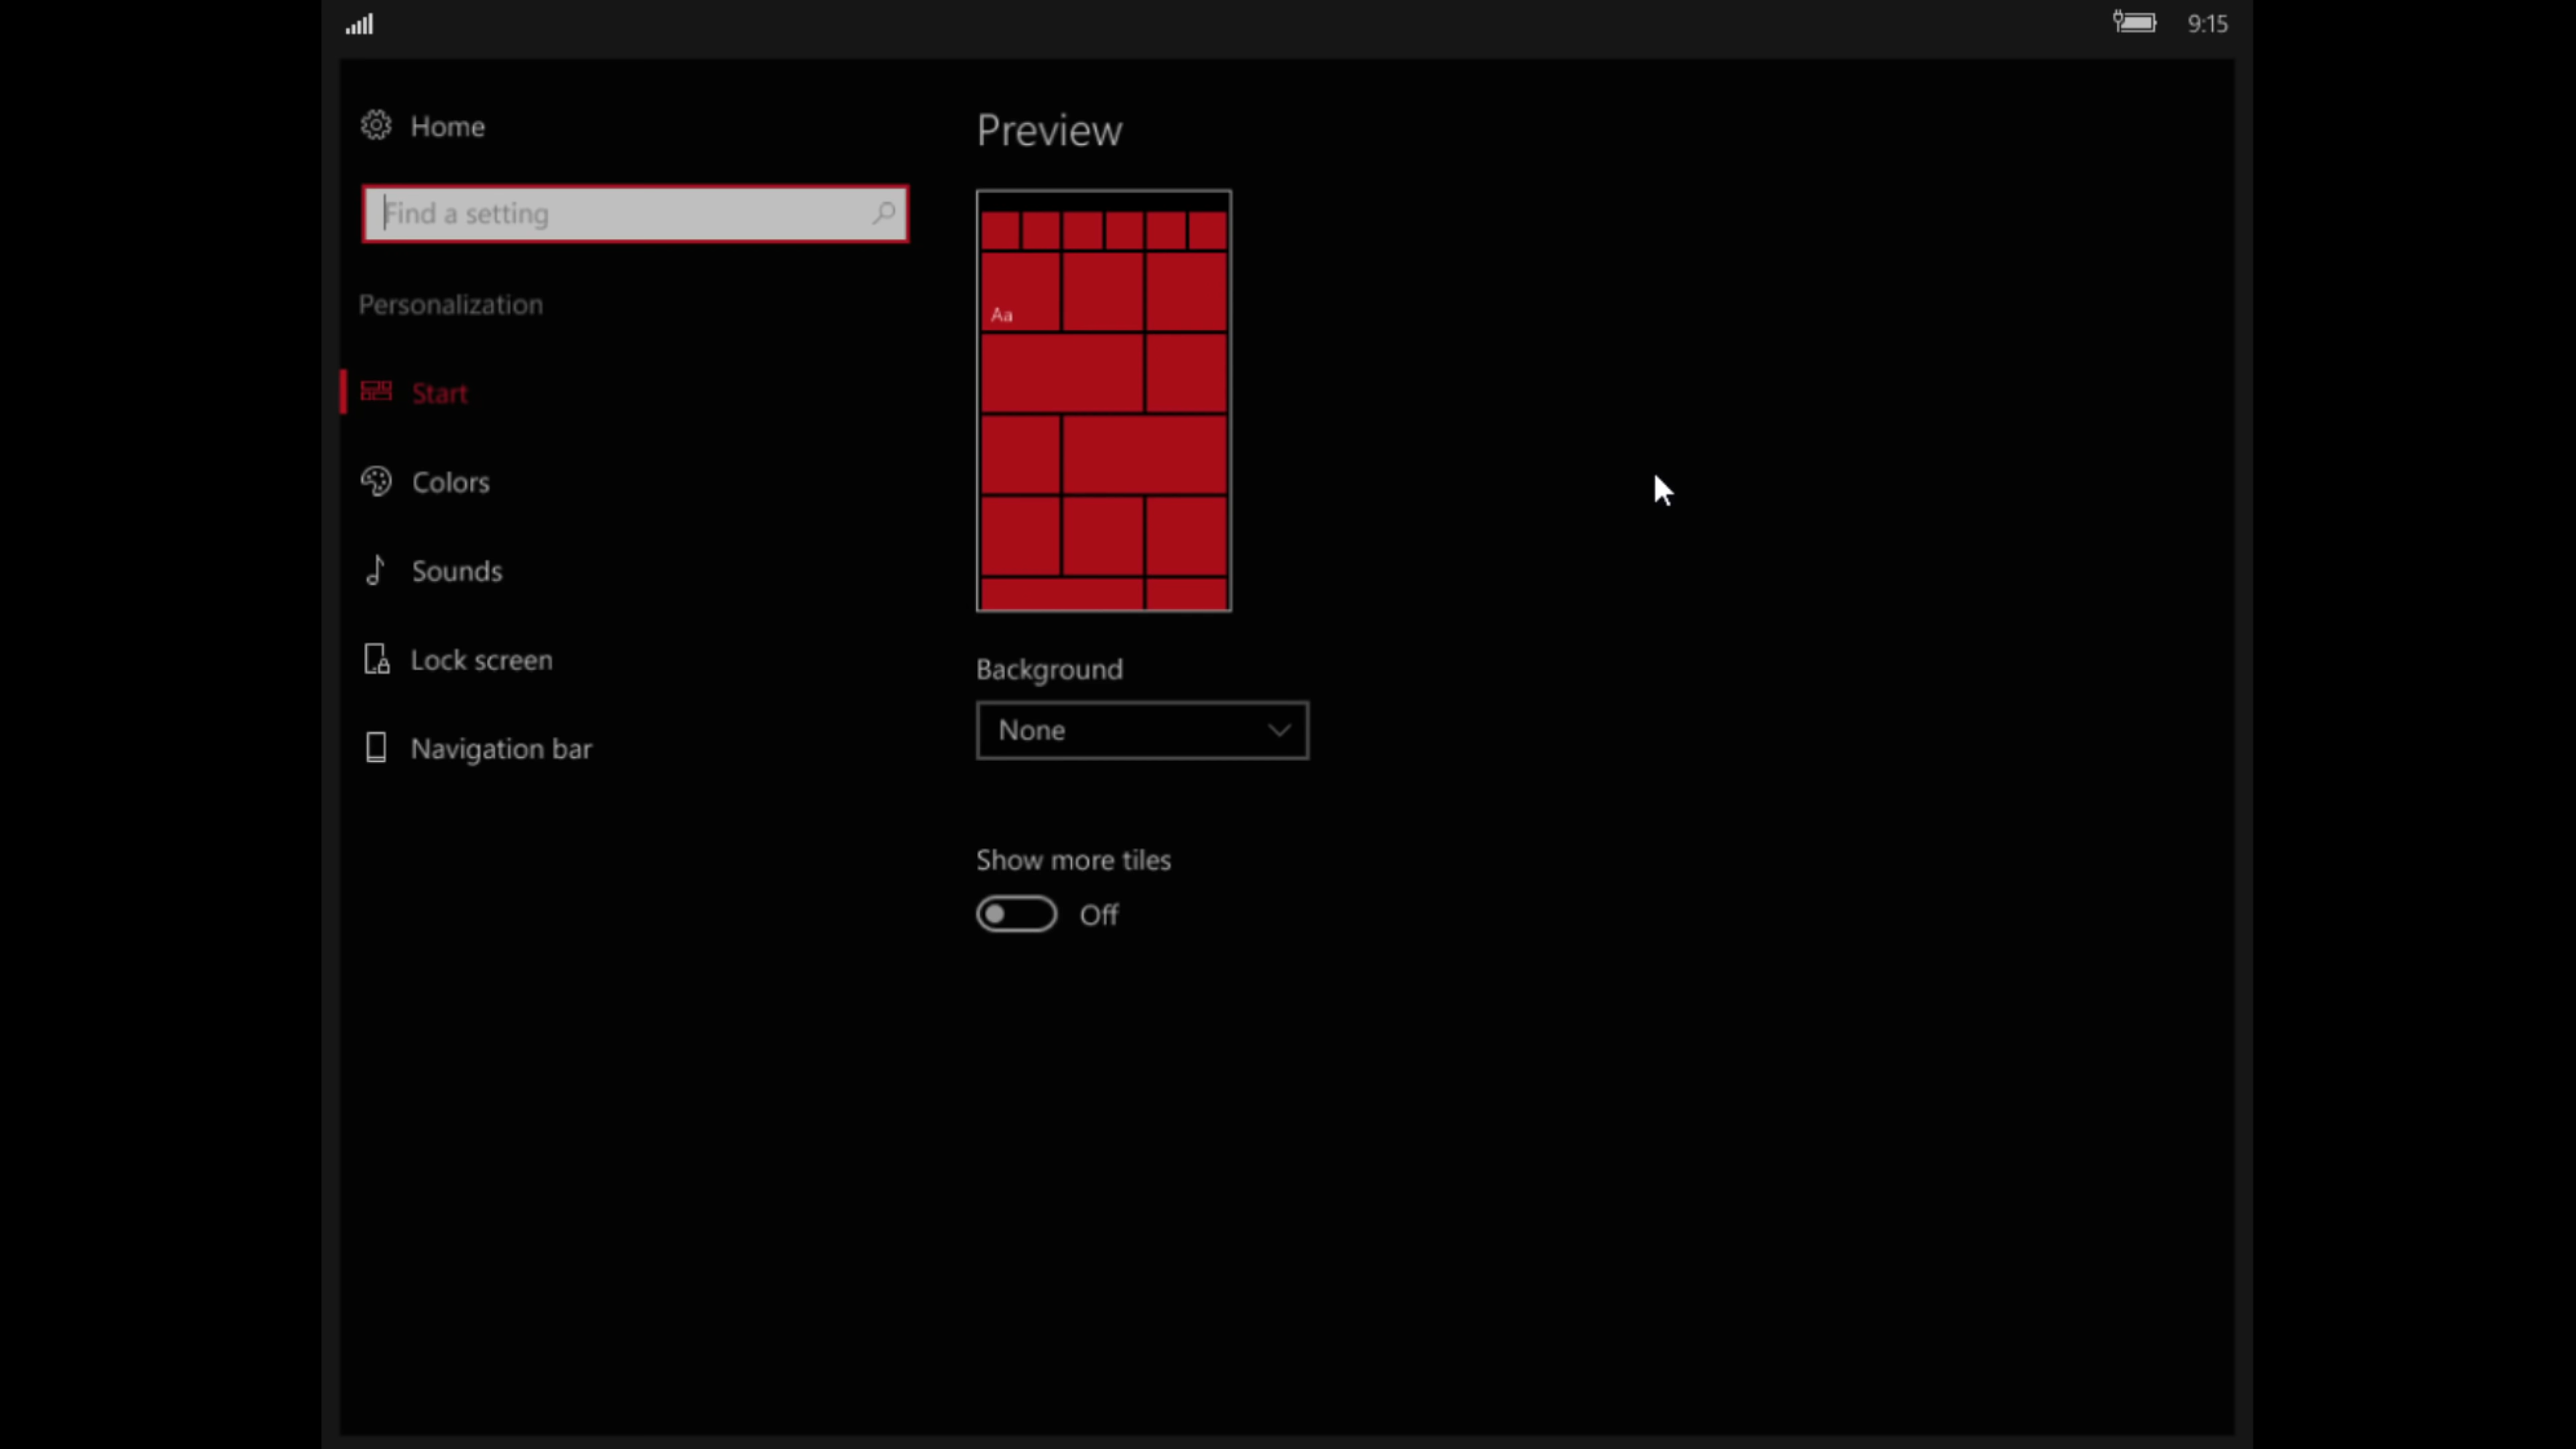 9:15
Home
Find a setting
Personalization
Start
Colors
Sounds
Lock screen
Navigation bar
Preview
Aa
Background
None
Show more tiles
Off